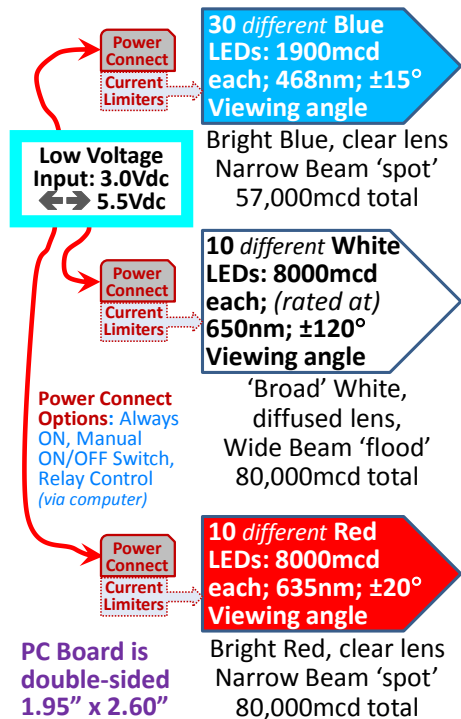 Power
Connect
Current
Limiters
30 different Blue
LEDs: 1900mcd
each; 468nm; ±15°
Viewing angle
Bright Blue, clear lens
Narrow Beam ‘spot’
57,000mcd total
Low Voltage
Input: 3.0Vdc
5.5Vdc
Power
Connect
Current
Limiters
10 different White
LEDs: 8000mcd
each; (rated at)
650nm; ±120°
Viewing angle
‘Broad’ White,
diffused lens,
Wide Beam ‘flood’
80,000mcd total
Power Connect
Options: Always
ON, Manual
ON/OFF Switch,
Relay Control
(via computer)
Power
Connect
Current
Limiters
10 different Red
LEDs: 8000mcd
each; 635nm; ±20°
Viewing angle
Bright Red, clear lens
Narrow Beam ‘spot’
80,000mcd total
PC Board is
double-sided
1.95” x 2.60”